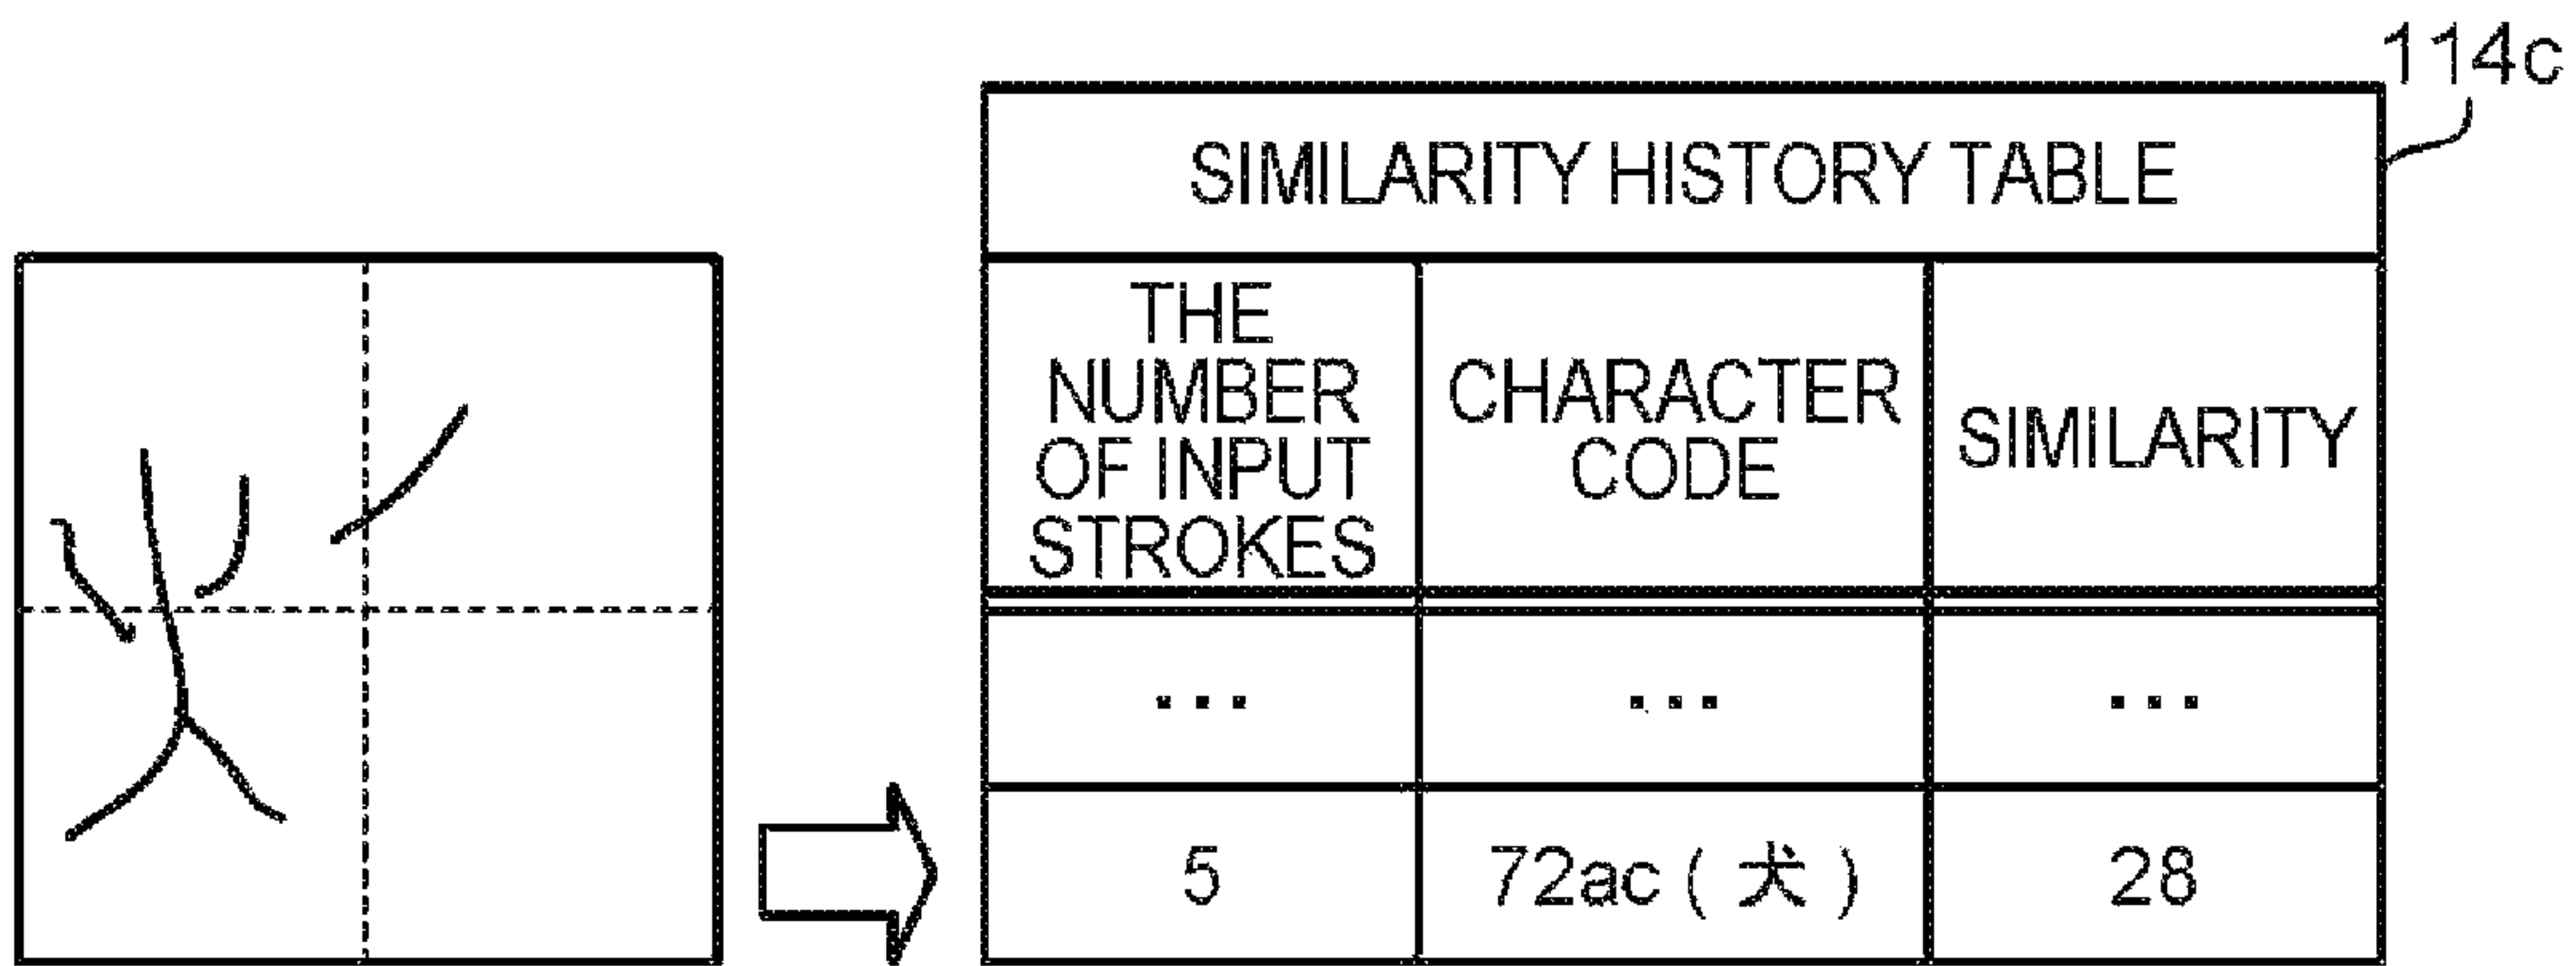 114c
SIMILARITY HISTORY TABLE
THE
NUMBER
OF INPUT
STROKES
CHARACTER
CODE
SIMILARITY
... ... ...
5 72ac ( 犬 ) 28